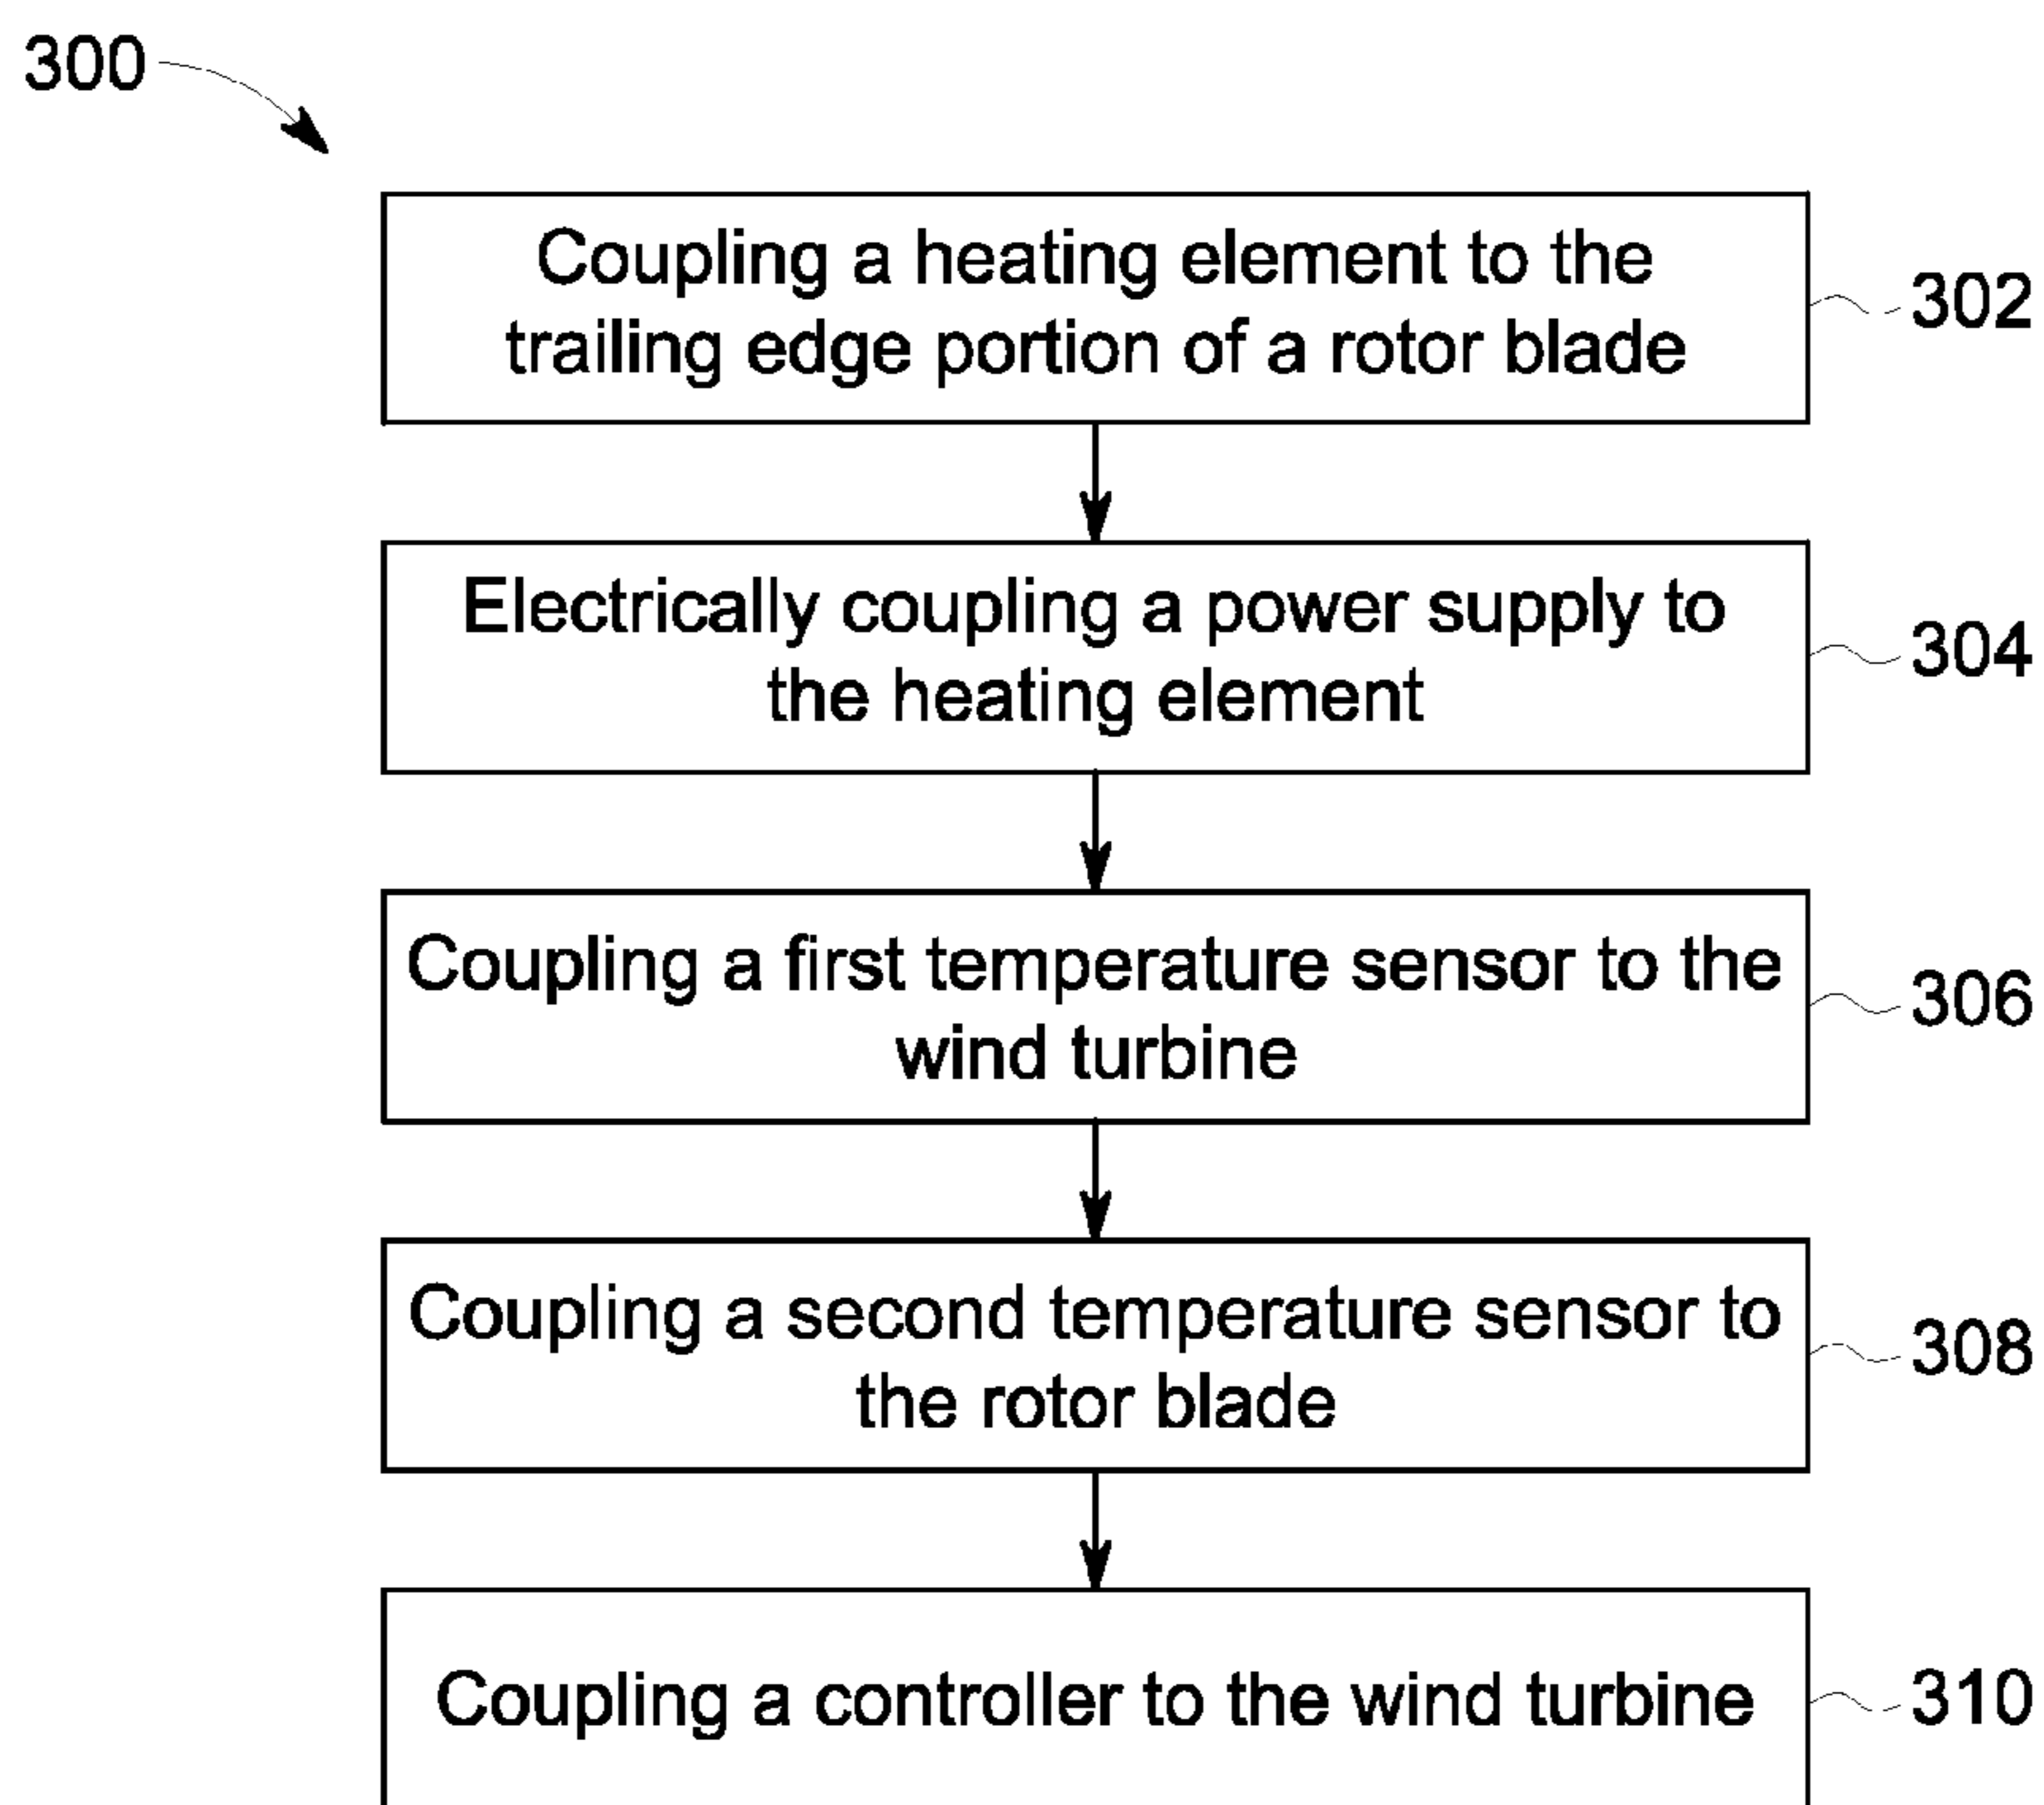 300
Coupling a heating element to the
trailing edge portion of a rotor blade
302
Electrically coupling a power supply to
the heating element
304
Coupling a first temperature sensor to the
wind turbine
306
Coupling a second temperature sensor to
the rotor blade
308
Coupling a controller to the wind turbine
310